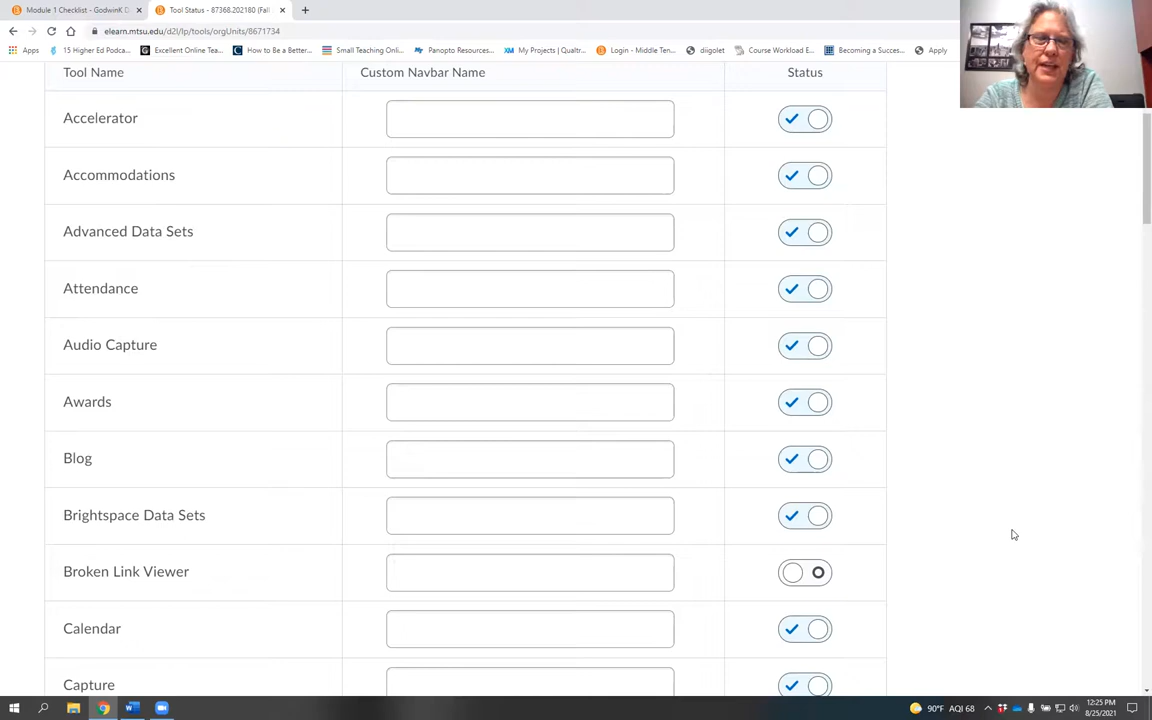 Module 1 Checklist - GodwinK D
Tool Status - 87368.202180 (Fall
elearn.mtsu.edu/d2l/lp/tools/orgUnits/8671734
Apps
15 Higher Ed Podca...
Excellent Online Tea...
How to Be a Better...
Small Teaching Onli...
Panopto Resources...
My Projects | Qualtr...
Login - Middle Ten...
diigolet
Course Workload E...
Becoming a Succes...
Apply
Tool Name Custom Navbar Name Status
Accelerator
Accommodations
Advanced Data Sets
Attendance
Audio Capture
Awards
Blog
Brightspace Data Sets
Broken Link Viewer
Calendar
Capture
90°F AQI 68
12:25 PM
8/25/2021